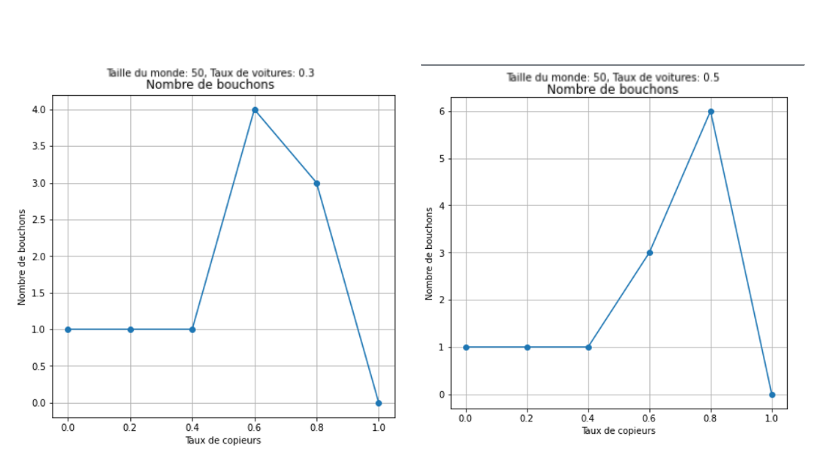 Taille du monde: 50, Taux de voitures: 0.3
Nombre de bouchons
4.0
3.5
3.0
2.5
2.0
1.5
1.0
0.5
0.0
Nombre de bouchons
0.0 0.2 0.4 0.6 0.8 1.0
Taux de copieurs
Taille du monde: 50, Taux de voitures: 0.5
Nombre de bouchons
6
5
4
3
2
1
0
Nombre de bouchons
0.0 0.2 0.4 0.6 0.8 1.0
Taux de copieurs